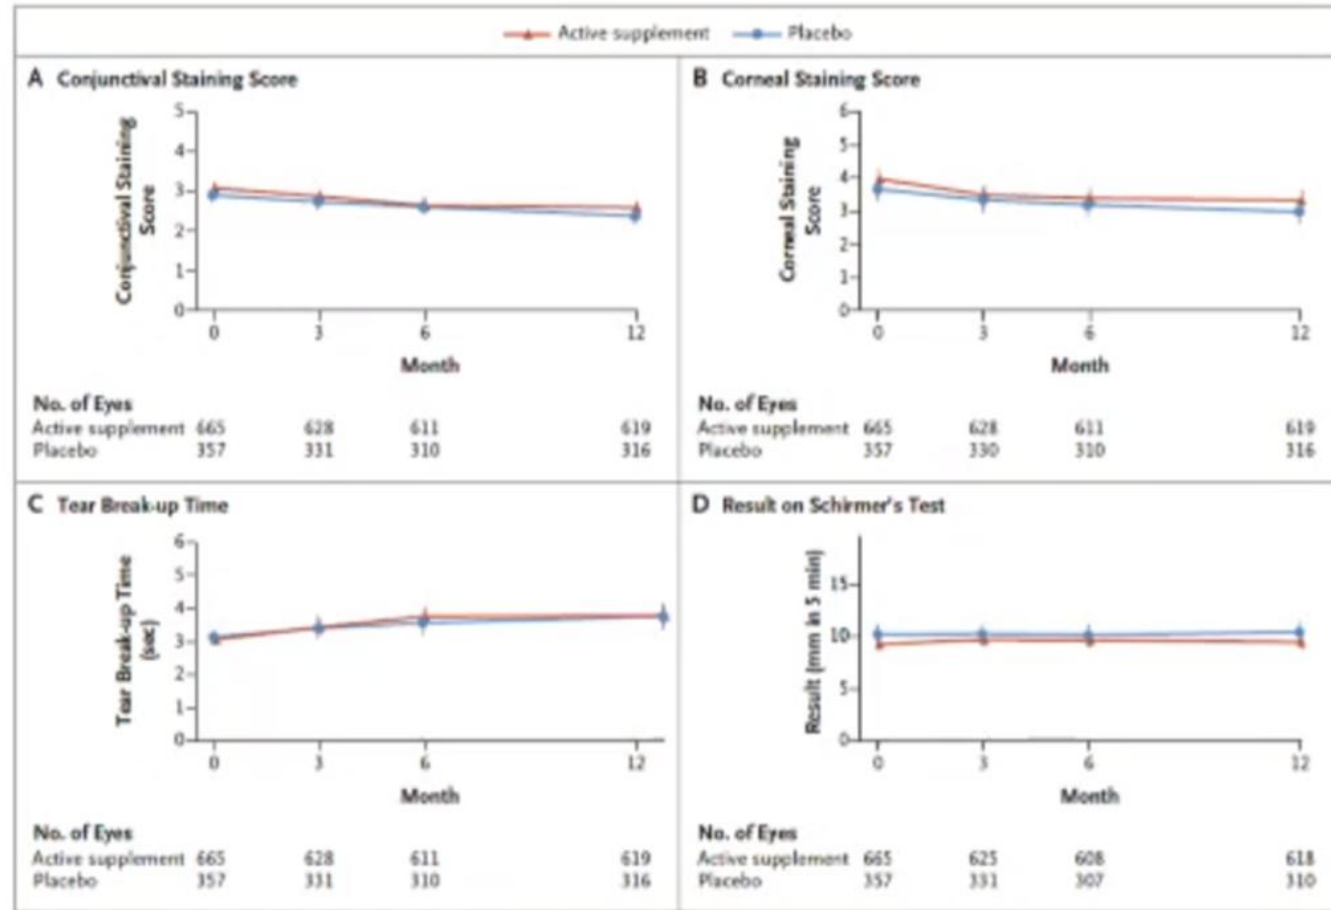 Active supplement Placebo
A Conjunctival Staining Score
5
4
3
2
1
0
Conjunctival Staining
Score
0 3 6 12
Month
No. of Eyes
Active supplement 665 628 611 619
Placebo 357 331 310 316
B Corneal Staining Score
6
5
4
3
2
1
0
Corneal Staining
Score
0 3 6 12
Month
No. of Eyes
Active supplement 665 628 611 619
Placebo 357 330 310 316
C Tear Break-up Time
6
5
4
3
2
1
0
Tear Break-up Time
(sec)
0 3 6 12
Month
No. of Eyes
Active supplement 665 628 611 619
Placebo 357 331 310 316
D Result on Schirmer's Test
15
10
5
0
Result (mm in 5 min)
0 3 6 12
Month
No. of Eyes
Active supplement 665 625 608 618
Placebo 357 331 307 310